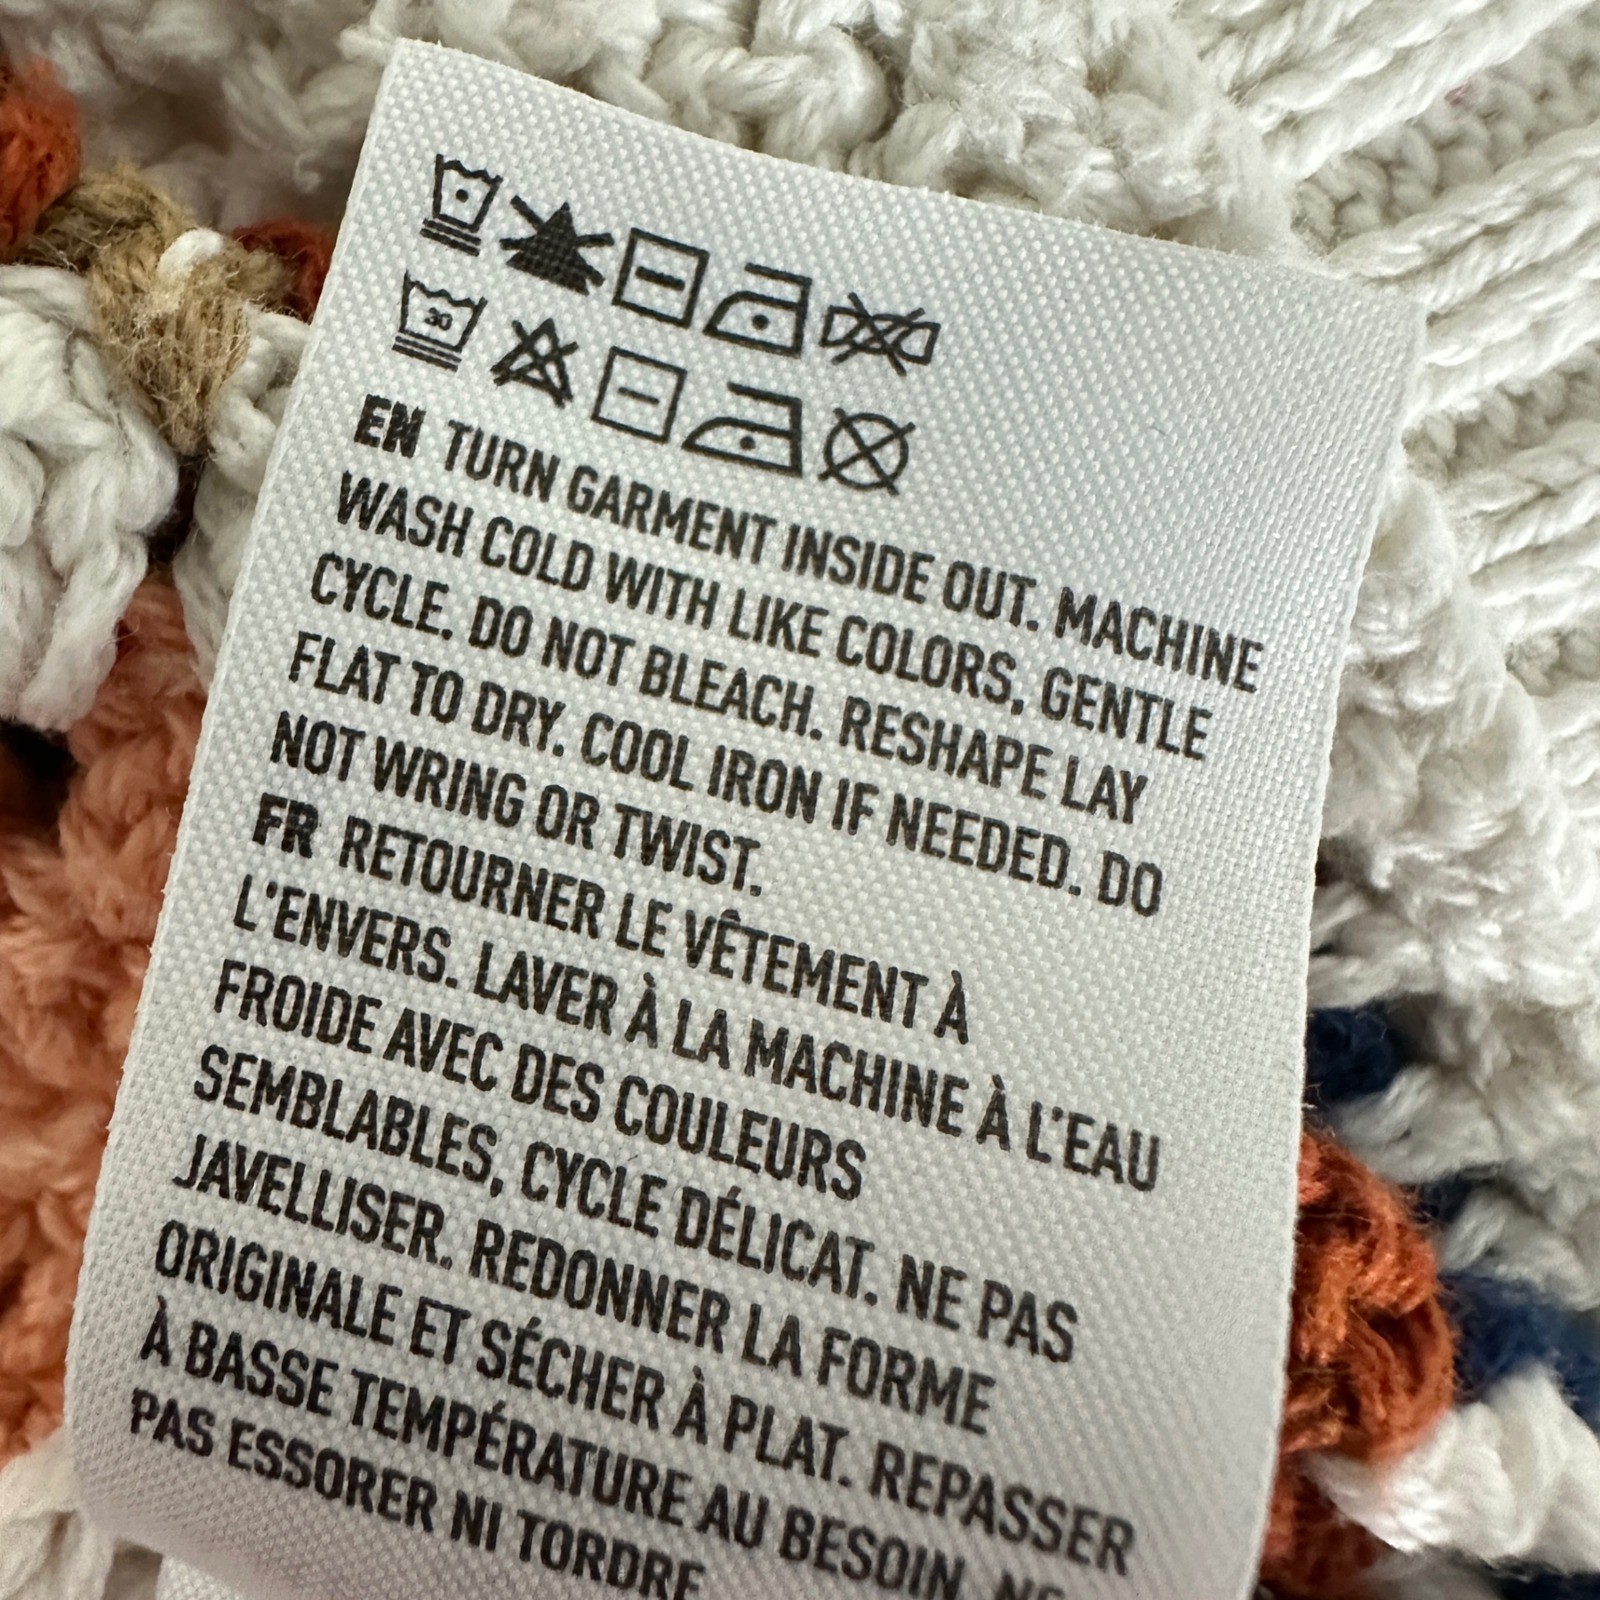 30
EN TURN GARMENT INSIDE OUT. MACHINE
WASH COLD WITH LIKE COLORS, GENTLE
CYCLE. DO NOT BLEACH. RESHAPE LAY
FLAT TO DRY. COOL IRON IF NEEDED. DO
NOT WRING OR TWIST.
FR RETOURNER LE VÊTEMENT À
L'ENVERS. LAVER À LA MACHINE À L'EAU
FROIDE AVEC DES COULEURS
SEMBLABLES, CYCLE DÉLICAT. NE PAS
JAVELLISER. REDONNER LA FORME
ORIGINALE ET SÉCHER À PLAT. REPASSER
À BASSE TEMPÉRATURE AU BESOIN. NE
PAS ESSORER NI TORDRE